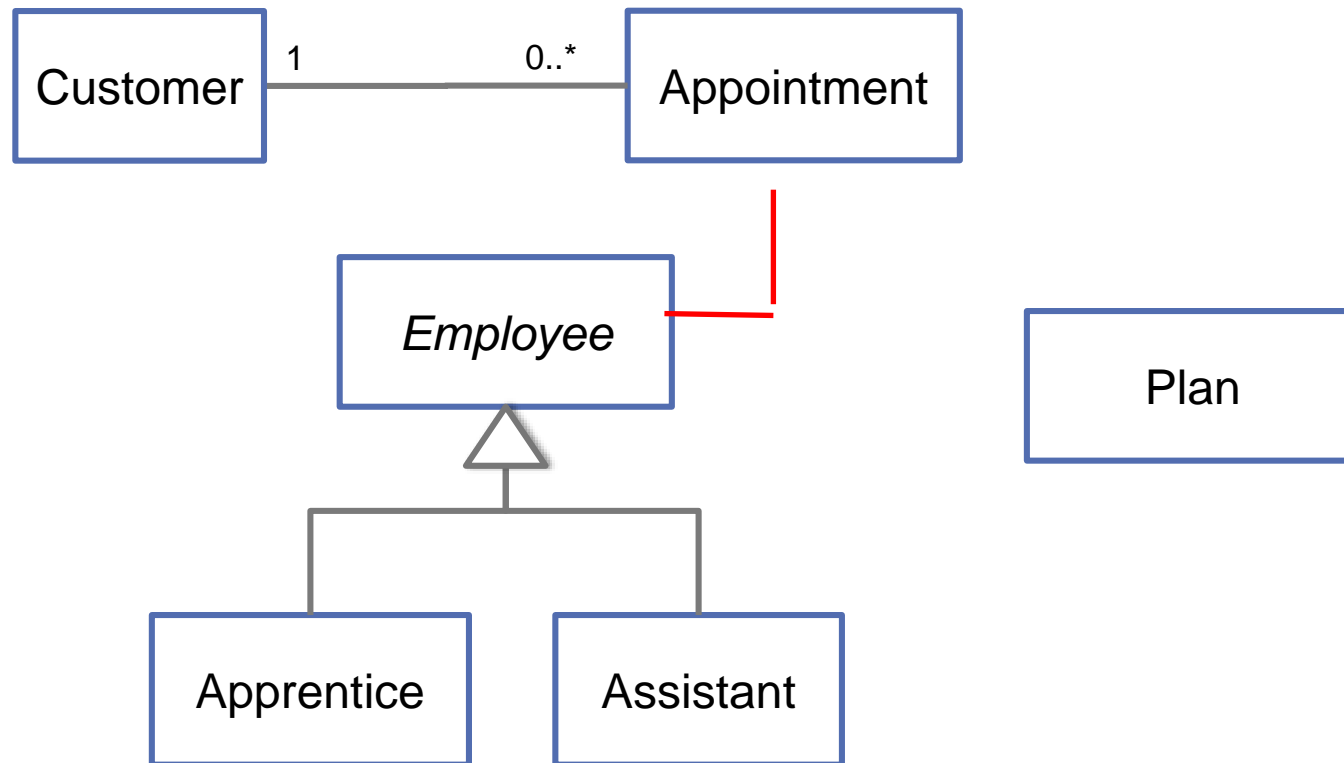 Customer
1
0..*
Appointment
Employee
Plan
Apprentice
Assistant